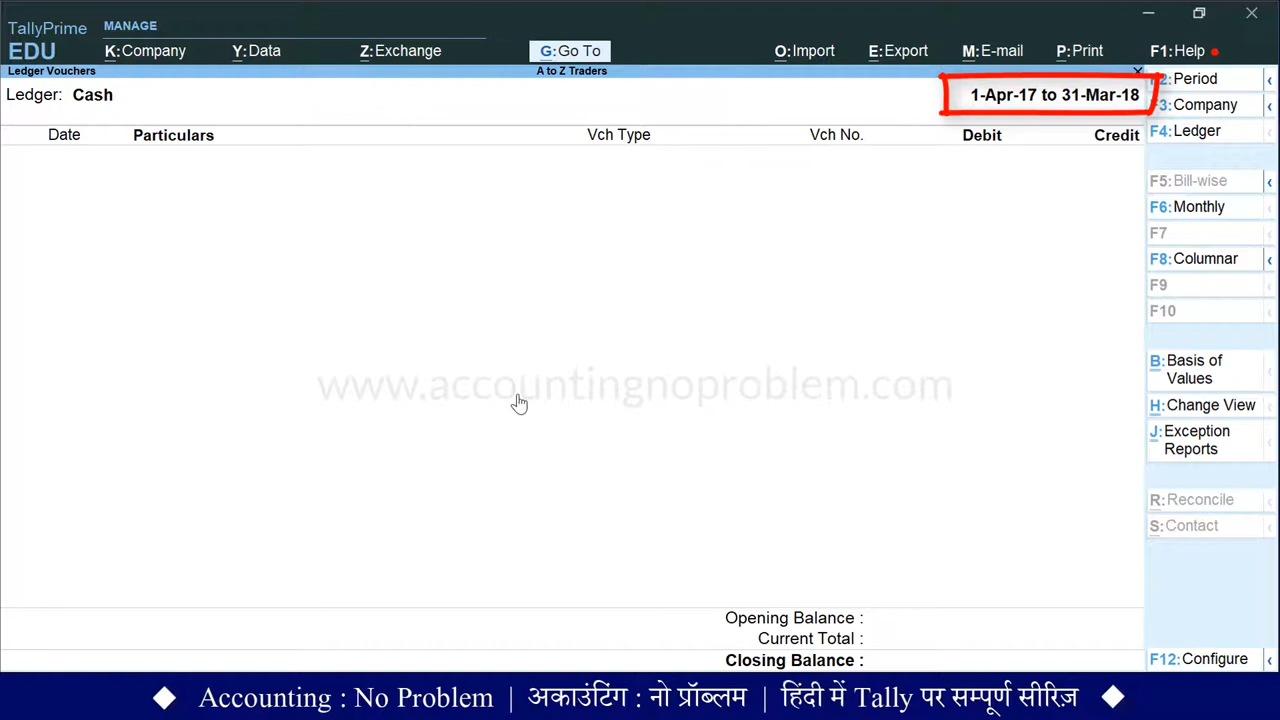 TallyPrime
EDU
MANAGE
K:Company Y:Data Z:Exchange G:Go To O:Import E:Export M:E-mail P:Print F1:Help
Ledger Vouchers A to Z Traders
Ledger: Cash 1-Apr-17 to 31-Mar-18
Date Particulars Vch Type Vch No. Debit Credit
www.accountingnoproblem.com
Opening Balance :
Current Total :
Closing Balance :
F2:Period
F3:Company
F4:Ledger
F5:Bill-wise
F6:Monthly
F7
F8:Columnar
F9
F10
B:Basis of
Values
H:Change View
J:Exception
Reports
R:Reconcile
S:Contact
F12:Configure
Accounting : No Problem | अकाउंटिंग : नो प्रॉब्लम | हिंदी में Tally पर सम्पूर्ण सीरिज़